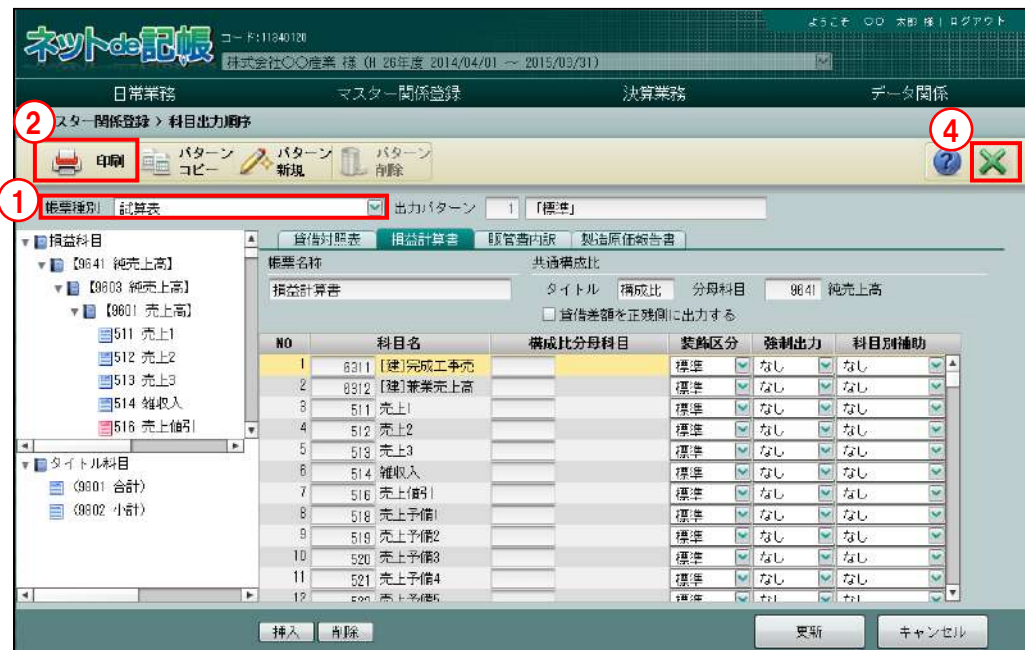 ようこそ ○○ 太郎 様 | ログアウト
ネットde記帳 コード:11340120
株式会社○○産業 様 (H 26年度 2014/04/01 ～ 2015/03/31)
日常業務 マスター関係登録 決算業務 データ関係
② スター関係登録 > 科目出力順序 ④
印刷 パターンコピー パターン新規 パターン削除
① 帳票種別 試算表 出力パターン 1 「標準」
損益科目
【9641 純売上高】
【9603 純売上高】
【9601 売上高】
511 売上1
512 売上2
513 売上3
514 雑収入
516 売上値引
タイトル科目
(9801 合計)
(9802 小計)
貸借対照表 損益計算書 販管費内訳 製造原価報告書
帳票名称 共通構成比
損益計算書 タイトル 構成比 分母科目 9641 純売上高
貸借差額を正残側に出力する
NO 科目名 構成比分母科目 装飾区分 強制出力 科目別補助
1 6311 [建]完成工事売 標準 なし なし
2 6312 [建]兼業売上高 標準 なし なし
3 511 売上1 標準 なし なし
4 512 売上2 標準 なし なし
5 513 売上3 標準 なし なし
6 514 雑収入 標準 なし なし
7 516 売上値引 標準 なし なし
8 518 売上予備1 標準 なし なし
9 519 売上予備2 標準 なし なし
10 520 売上予備3 標準 なし なし
11 521 売上予備4 標準 なし なし
12
挿入 削除 更新 キャンセル